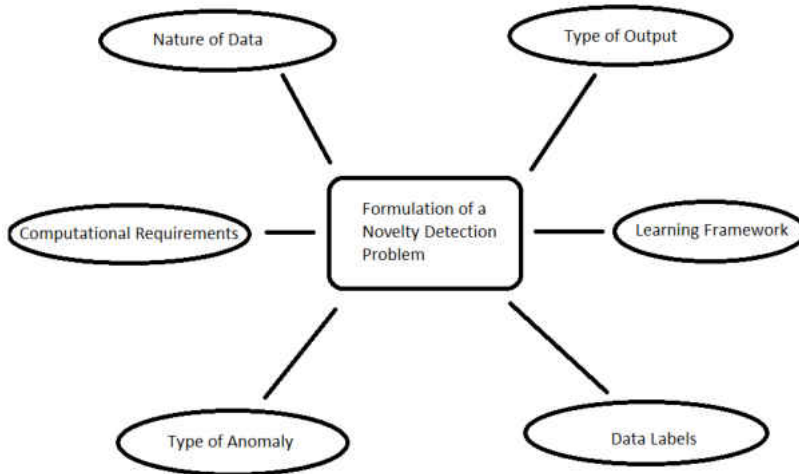 Nature of Data
Type of Output
Formulation of a
Novelty Detection
Problem
Computational Requirements
Learning Framework
Type of Anomaly
Data Labels